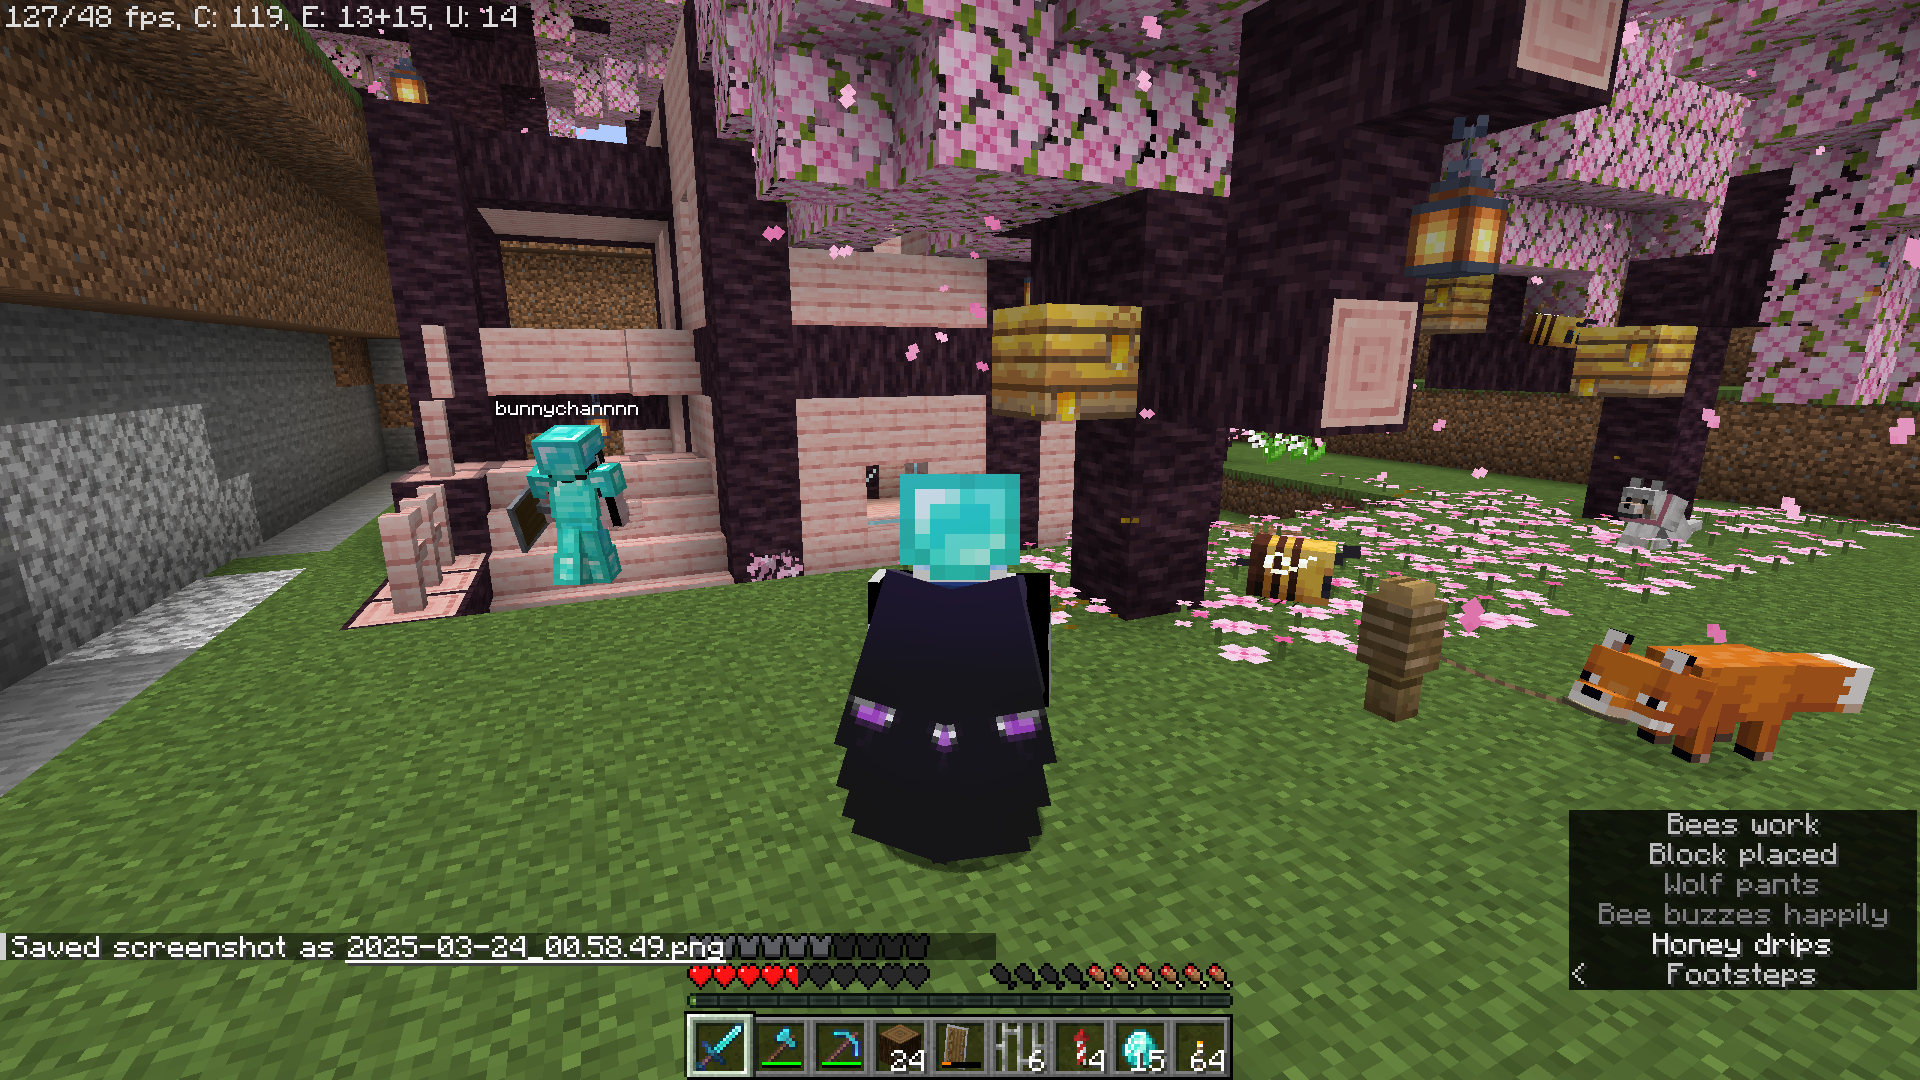 127/48 fps, C: 119, E: 13+15, U: 14
bunnychannnn
Bees work
Block placed
Wolf pants
Bee buzzes happily
Honey drips
< Footsteps
Saved screenshot as 2025-03-24_00.58.49.png
24 6 4 15 64